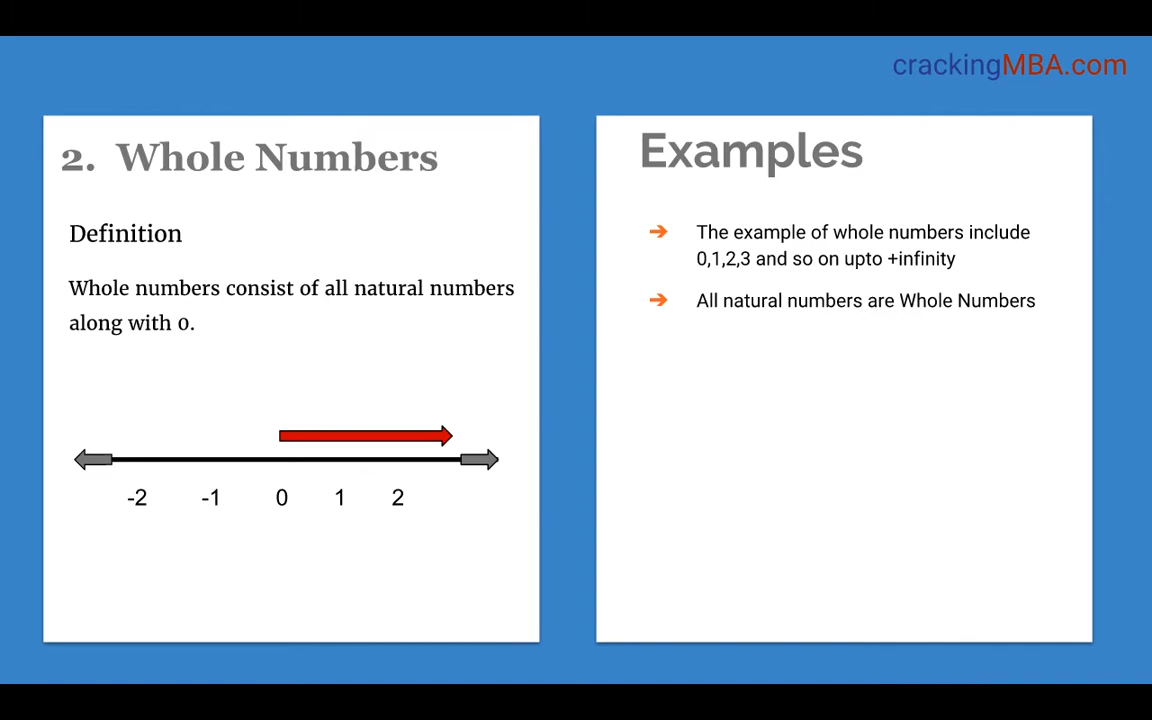 crackingMBA.com
2. Whole Numbers
Definition
Whole numbers consist of all natural numbers
along with 0.
-2 -1 0 1 2
Examples
➔ The example of whole numbers include
0,1,2,3 and so on upto +infinity
➔ All natural numbers are Whole Numbers